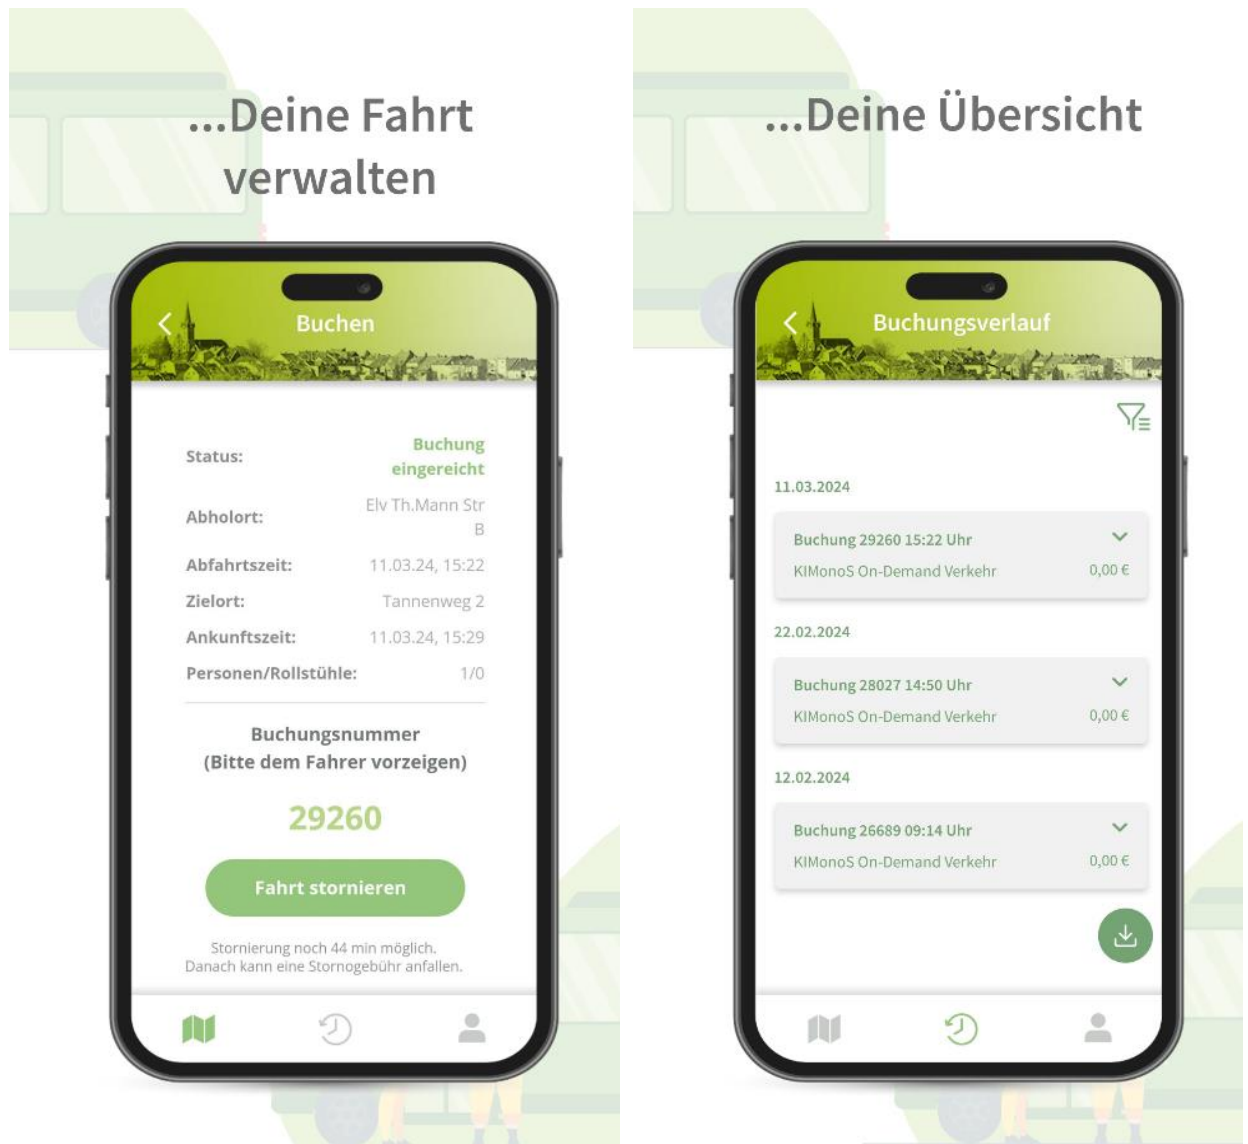 ...Deine Fahrt
verwalten
Buchen
Status:
Buchung
eingereicht
Abholort:
Elv Th.Mann Str
B
Abfahrtszeit:
11.03.24, 15:22
Zielort:
Tannenweg 2
Ankunftszeit:
11.03.24, 15:29
Personen/Rollstühle:
1/0
Buchungsnummer
(Bitte dem Fahrer vorzeigen)
29260
Fahrt stornieren
Stornierung noch 44 min möglich.
Danach kann eine Stornogebühr anfallen.
...Deine Übersicht
Buchungsverlauf
11.03.2024
Buchung 29260 15:22 Uhr
KIMonoS On-Demand Verkehr 0,00 €
22.02.2024
Buchung 28027 14:50 Uhr
KIMonoS On-Demand Verkehr 0,00 €
12.02.2024
Buchung 26689 09:14 Uhr
KIMonoS On-Demand Verkehr 0,00 €